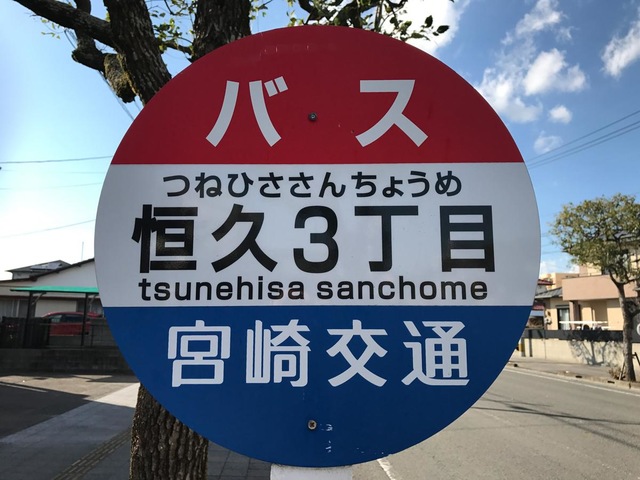 バス
つねひささんちょうめ
恒久3丁目
tsunehisa sanchome
宮崎交通